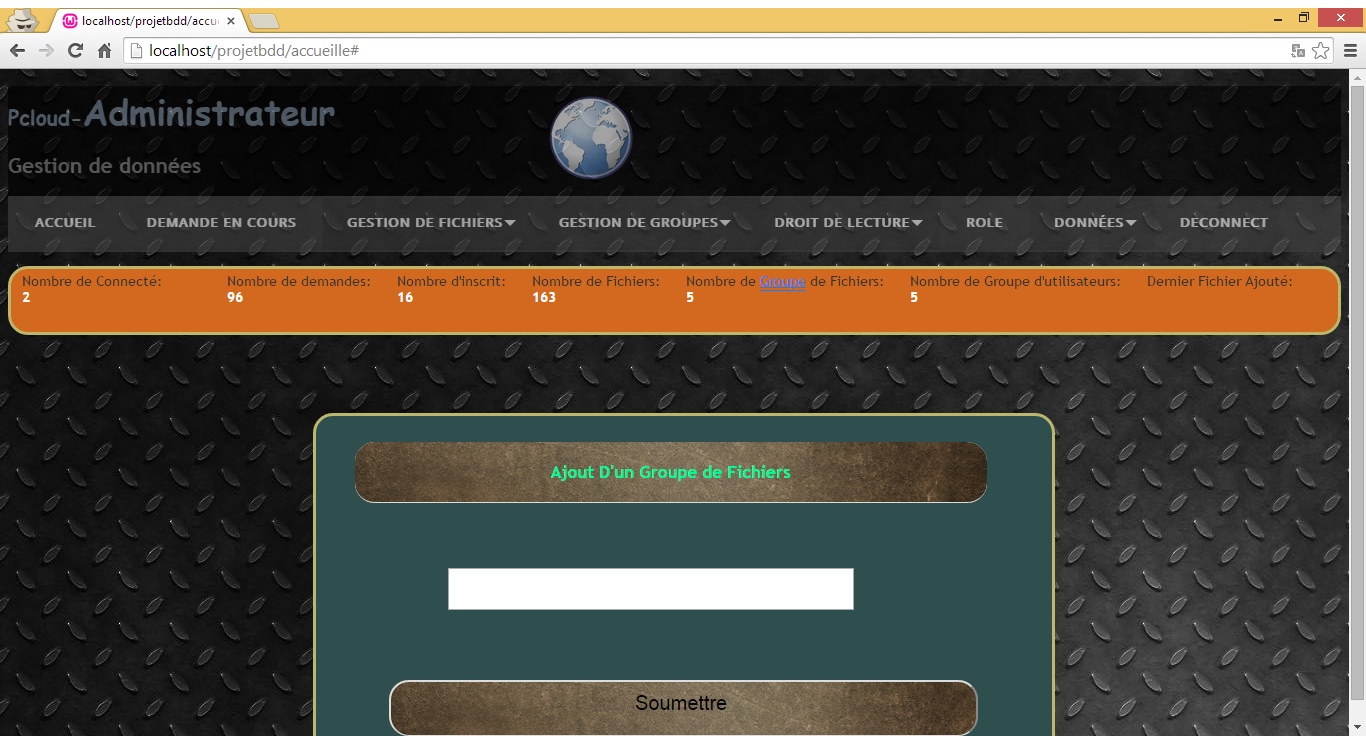 localhost/projetbdd/accu
localhost/projetbdd/accueille#
Pcloud-Administrateur
Gestion de données
ACCUEIL DEMANDE EN COURS GESTION DE FICHIERS GESTION DE GROUPES DROIT DE LECTURE ROLE DONNÉES DECONNECT
Nombre de Connecté: Nombre de demandes: Nombre d'inscrit: Nombre de Fichiers: Nombre de Groupe de Fichiers: Nombre de Groupe d'utilisateurs: Dernier Fichier Ajouté:
2 96 16 163 5 5
Ajout D'un Groupe de Fichiers
Soumettre